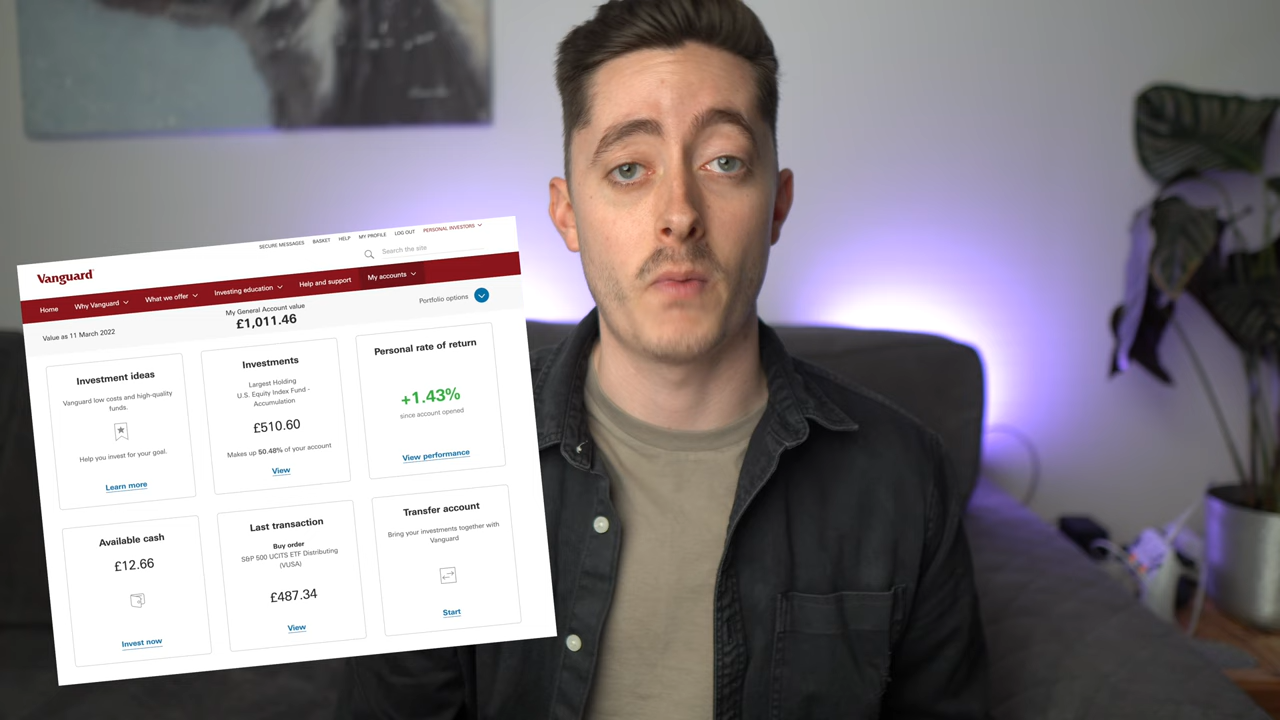 SECURE MESSAGES BASKET HELP MY PROFILE LOG OUT PERSONAL INVESTORS
Vanguard
Search the site
Home Why Vanguard What we offer Investing education Help and support My accounts
Value as 11 March 2022
My General Account value
£1,011.46
Portfolio options
Investment ideas
Vanguard low costs and high-quality
funds.
Help you invest for your goal.
Learn more
Investments
Largest Holding
U.S. Equity Index Fund -
Accumulation
£510.60
Makes up 50.48% of your account
View
Personal rate of return
+1.43%
since account opened
View performance
Available cash
£12.66
Invest now
Last transaction
Buy order
S&P 500 UCITS ETF Distributing
(VUSA)
£487.34
View
Transfer account
Bring your investments together with
Vanguard
Start